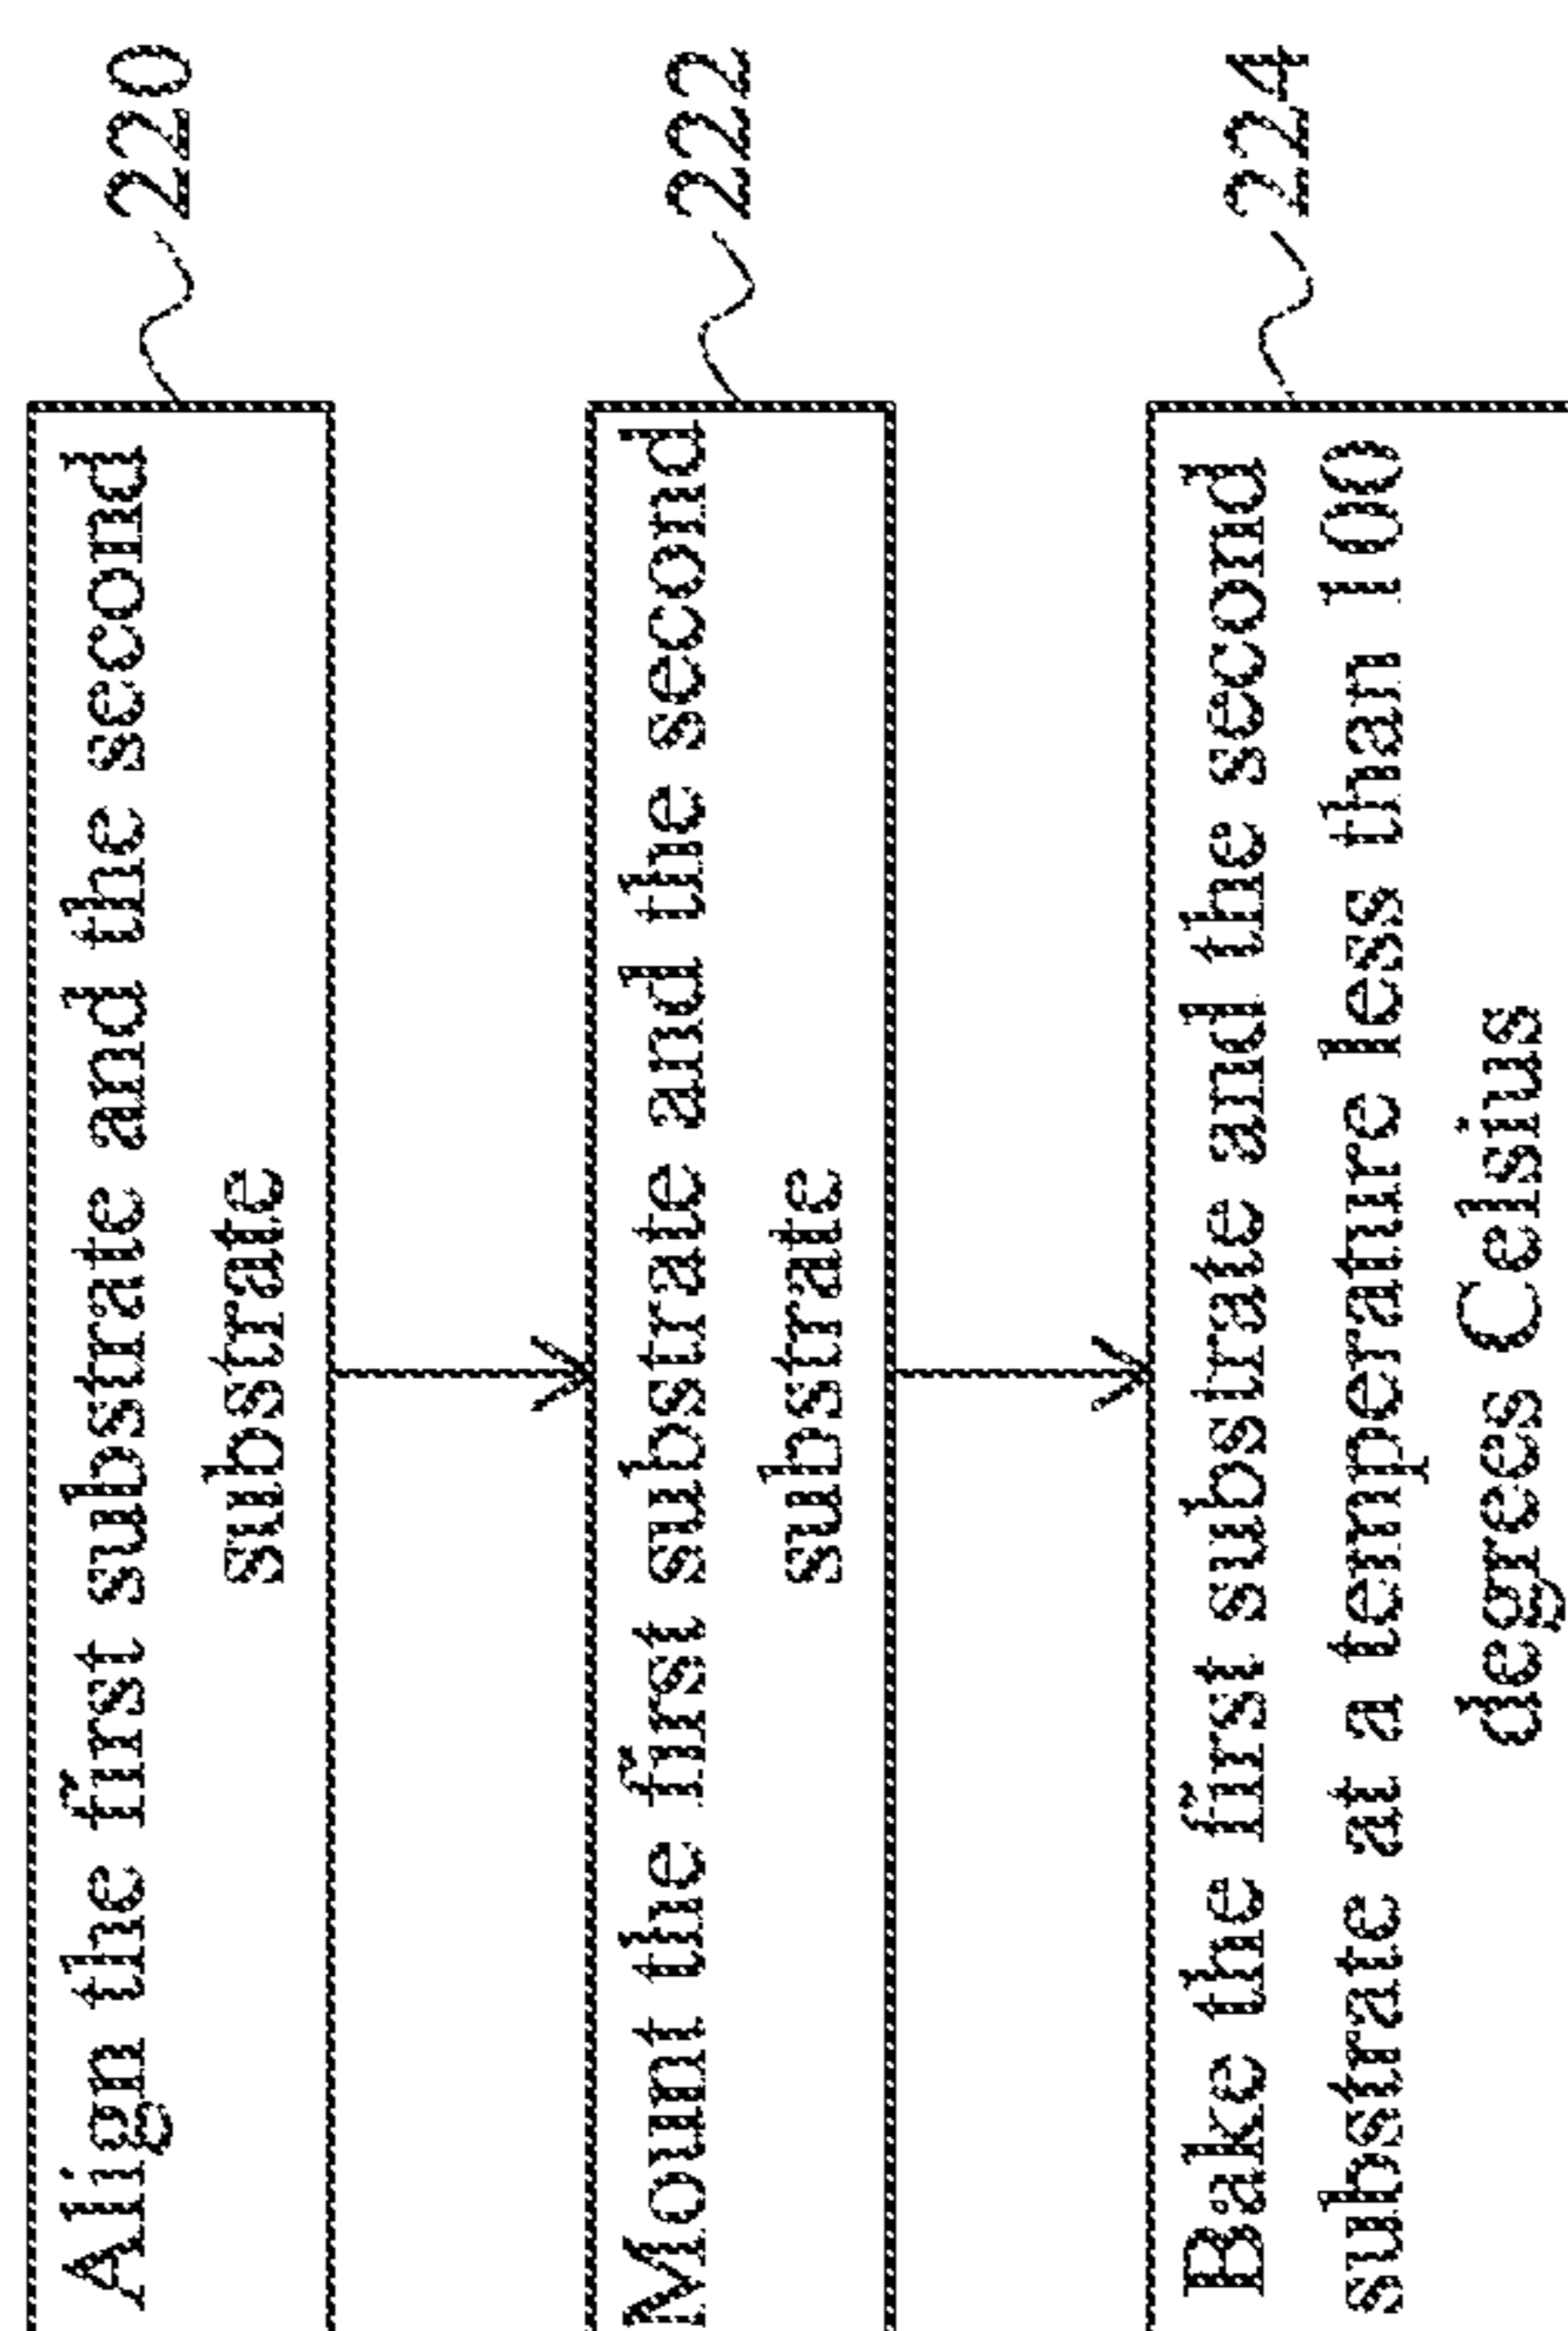 Align the first substrate and the second
substrate
220
Mount the first substrate and the second
substrate
222
Bake the first substrate and the second
substrate at a temperature less than 100
degrees Celsius
224